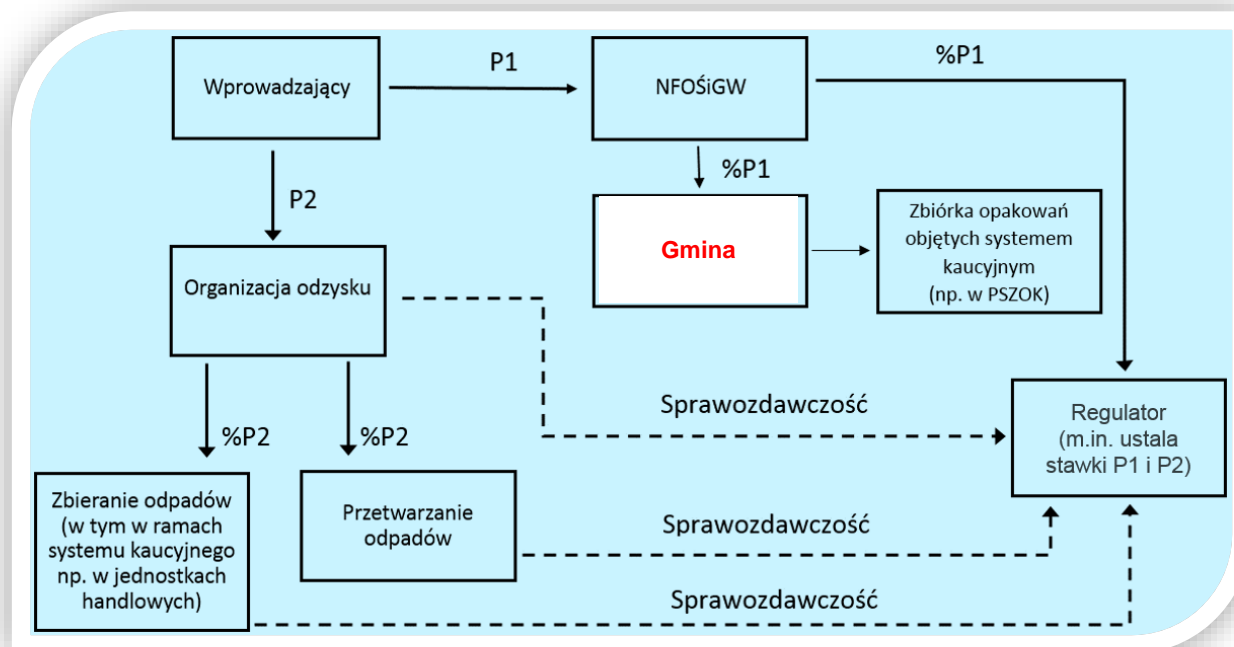 Wprowadzający
P1
NFOŚiGW
%P1
%P1
P2
Gmina
Zbiórka opakowań
objętych systemem
kaucyjnym
(np. w PSZOK)
Organizacja odzysku
Sprawozdawczość
Regulator
(m.in. ustala
stawki P1 i P2)
%P2
%P2
Zbieranie odpadów
(w tym w ramach
systemu kaucyjnego
np. w jednostkach
handlowych)
Przetwarzanie
odpadów
Sprawozdawczość
Sprawozdawczość